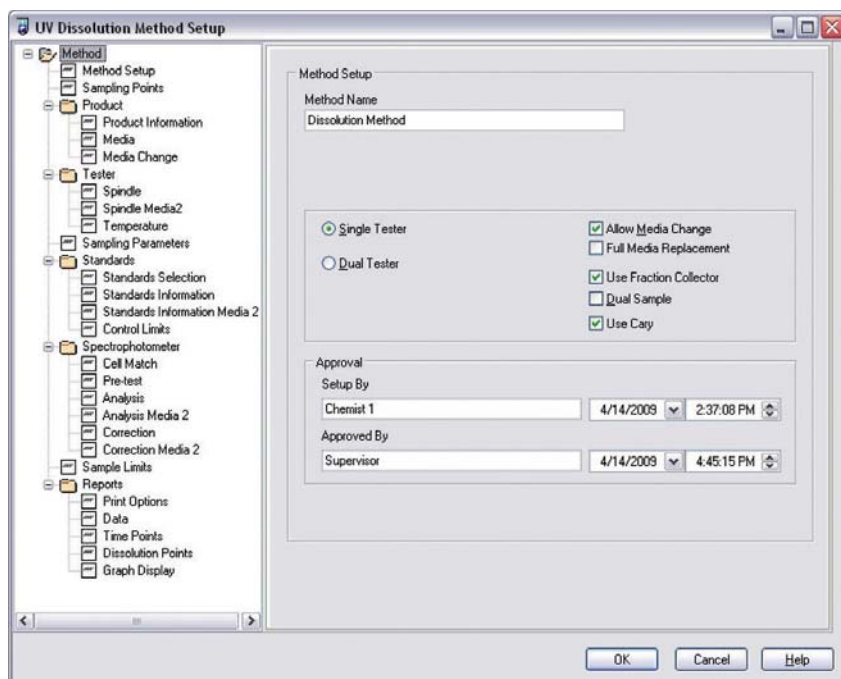 UV Dissolution Method Setup
Method
Method Setup
Sampling Points
Product
Product Information
Media
Media Change
Tester
Spindle
Spindle Media2
Temperature
Sampling Parameters
Standards
Standards Selection
Standards Information
Standards Information Media 2
Control Limits
Spectrophotometer
Cell Match
Pre-test
Analysis
Analysis Media 2
Correction
Correction Media 2
Sample Limits
Reports
Print Options
Data
Time Points
Dissolution Points
Graph Display
Method Setup
Method Name
Dissolution Method
Single Tester
Dual Tester
Allow Media Change
Full Media Replacement
Use Fraction Collector
Dual Sample
Use Cary
Approval
Setup By
Chemist 1 4/14/2009 2:37:08 PM
Approved By
Supervisor 4/14/2009 4:45:15 PM
OK Cancel Help